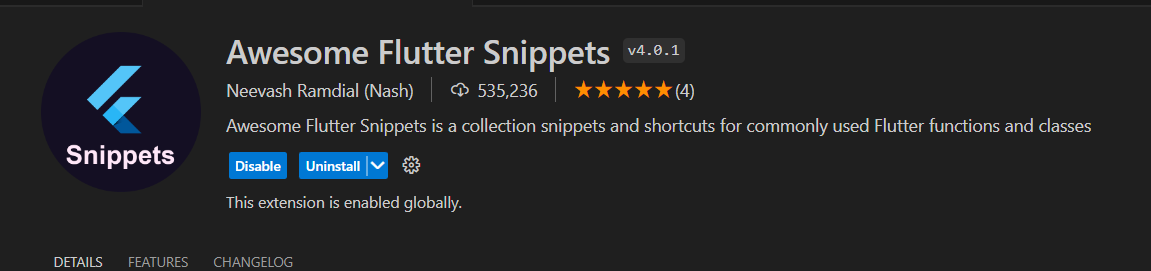 Snippets
Awesome Flutter Snippets v4.0.1
Neevash Ramdial (Nash) 535,236 (4)
Awesome Flutter Snippets is a collection snippets and shortcuts for commonly used Flutter functions and classes
Disable Uninstall
This extension is enabled globally.
DETAILS FEATURES CHANGELOG